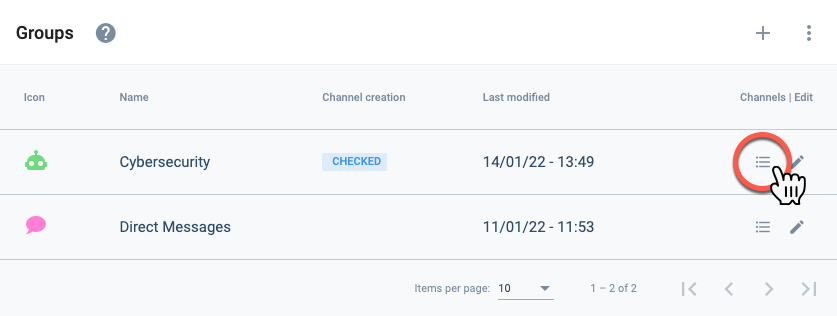 Groups ?
Icon Name Channel creation Last modified Channels | Edit
Cybersecurity CHECKED 14/01/22 - 13:49
Direct Messages 11/01/22 - 11:53
Items per page: 10 1 – 2 of 2